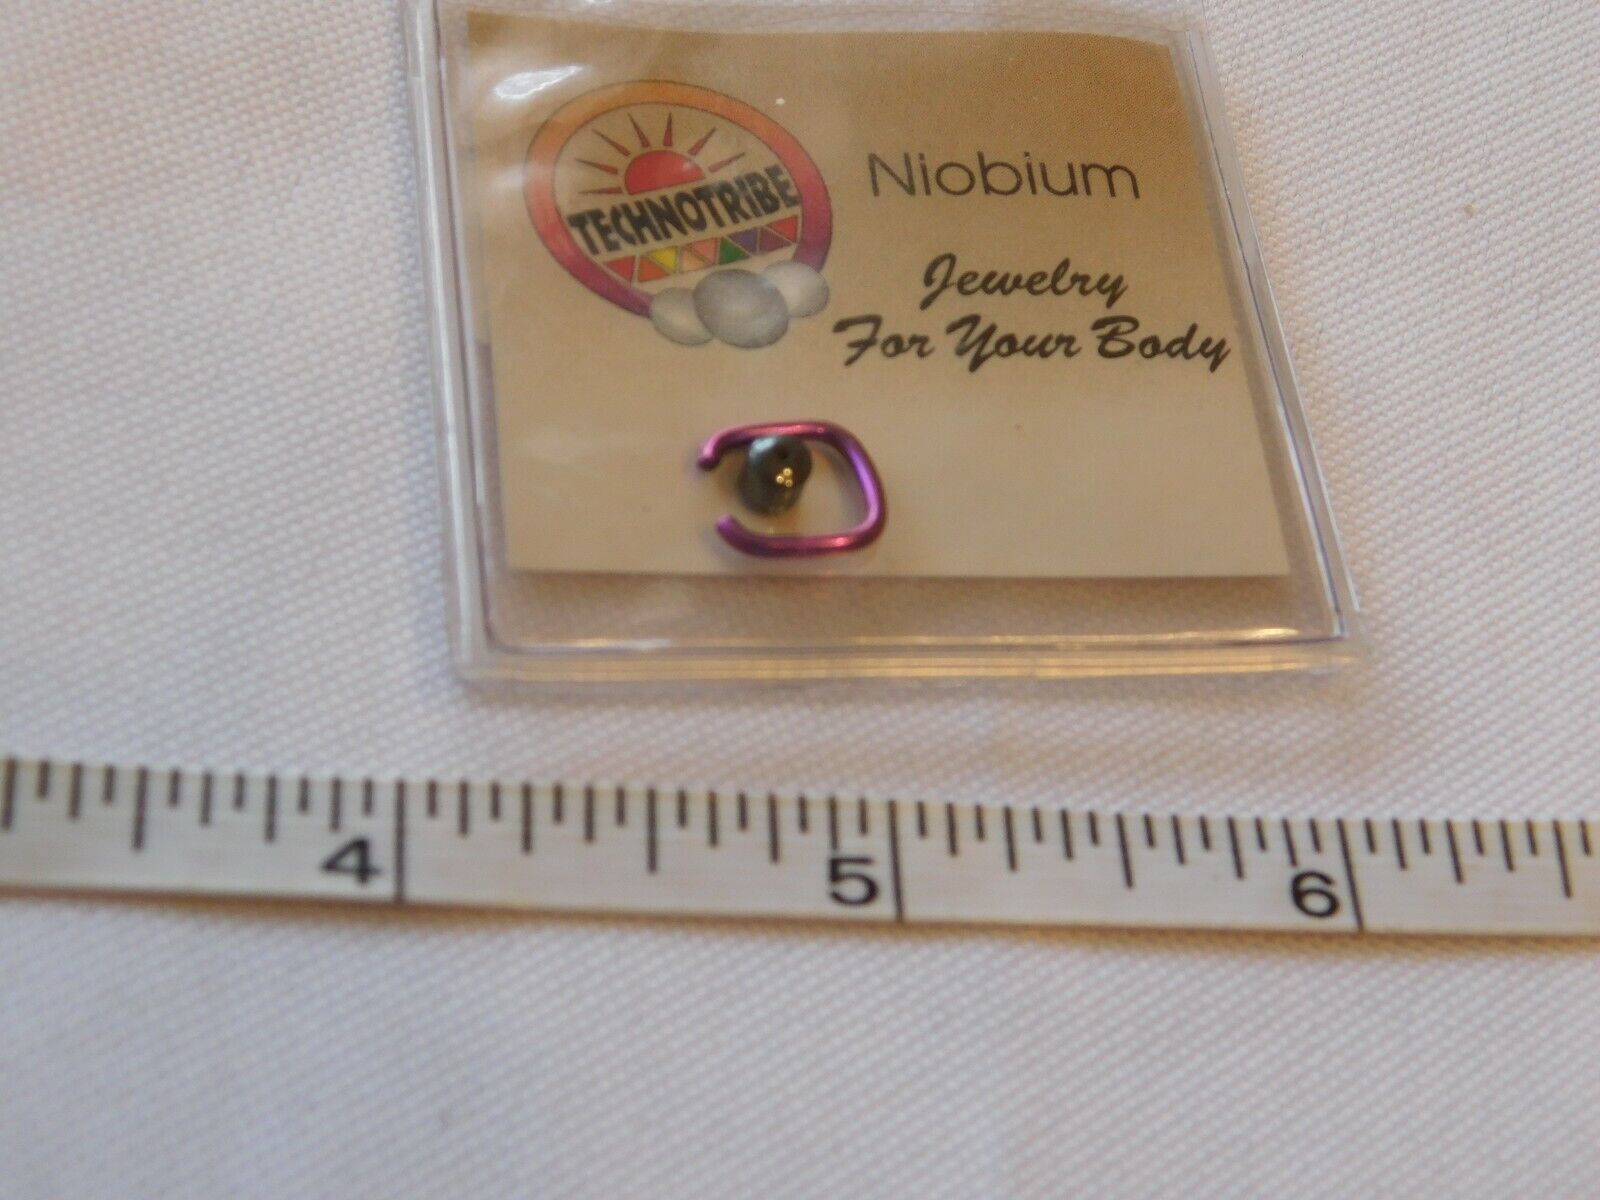 TECHNOTRIBE
Niobium
Jewelry
For Your Body
4 5 6